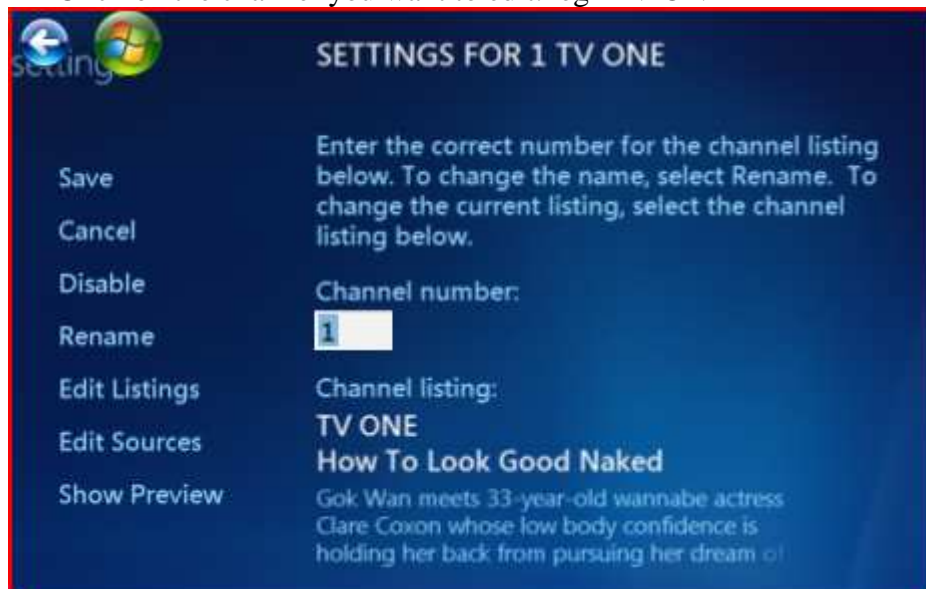 settings
SETTINGS FOR 1 TV ONE
Save
Cancel
Disable
Rename
Edit Listings
Edit Sources
Show Preview
Enter the correct number for the channel listing
below. To change the name, select Rename. To
change the current listing, select the channel
listing below.
Channel number:
1
Channel listing:
TV ONE
How To Look Good Naked
Gok Wan meets 33-year-old wannabe actress
Clare Coxon whose low body confidence is
holding her back from pursuing her dream of